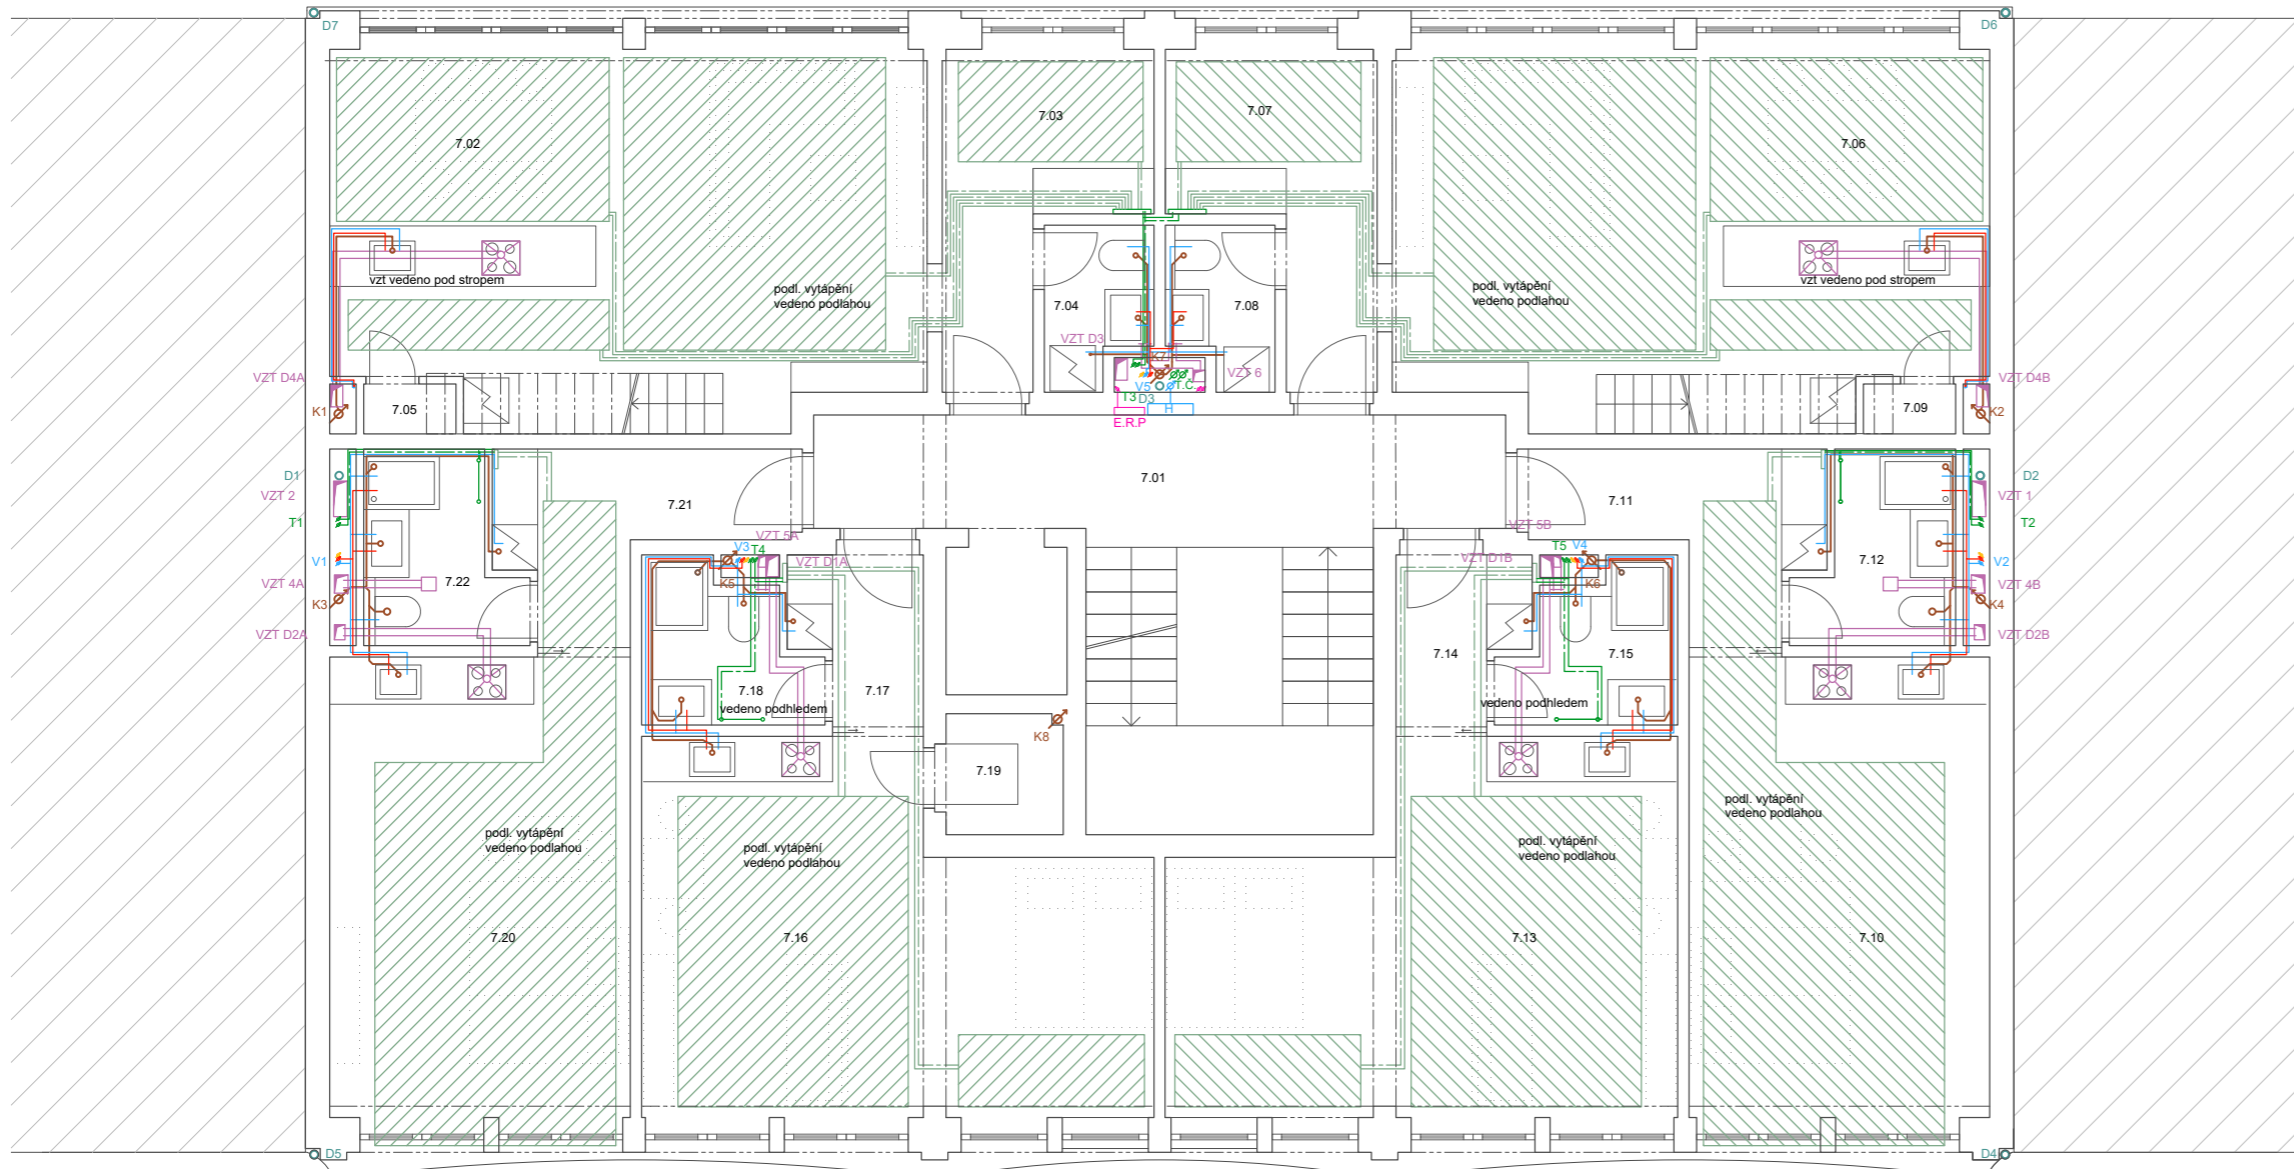 D7
D6
7.02
7.03
7.07
7.06
vzt vedeno pod stropem
podl. vytápění
vedeno podlahou
7.04
7.08
podl. vytápění
vedeno podlahou
vzt vedeno pod stropem
VZT D3
K7
VZT 6
V5
T.C.
T3
D3
H
E.R.P
VZT D4A
K1
7.05
7.09
VZT D4B
K2
D1
VZT 2
T1
V1
VZT 4A
K3
VZT D2A
7.22
7.21
7.01
7.11
7.12
D2
VZT 1
T2
V2
VZT 4B
K4
VZT D2B
VZT 5A
V3
T4
VZT D1A
K5
VZT 5B
T5
V4
VZT D1B
K6
7.18
vedeno podhledem
7.17
7.14
7.15
vedeno podhledem
K8
7.19
podl. vytápění
vedeno podlahou
podl. vytápění
vedeno podlahou
podl. vytápění
vedeno podlahou
podl. vytápění
vedeno podlahou
7.20
7.16
7.13
7.10
D5
D4